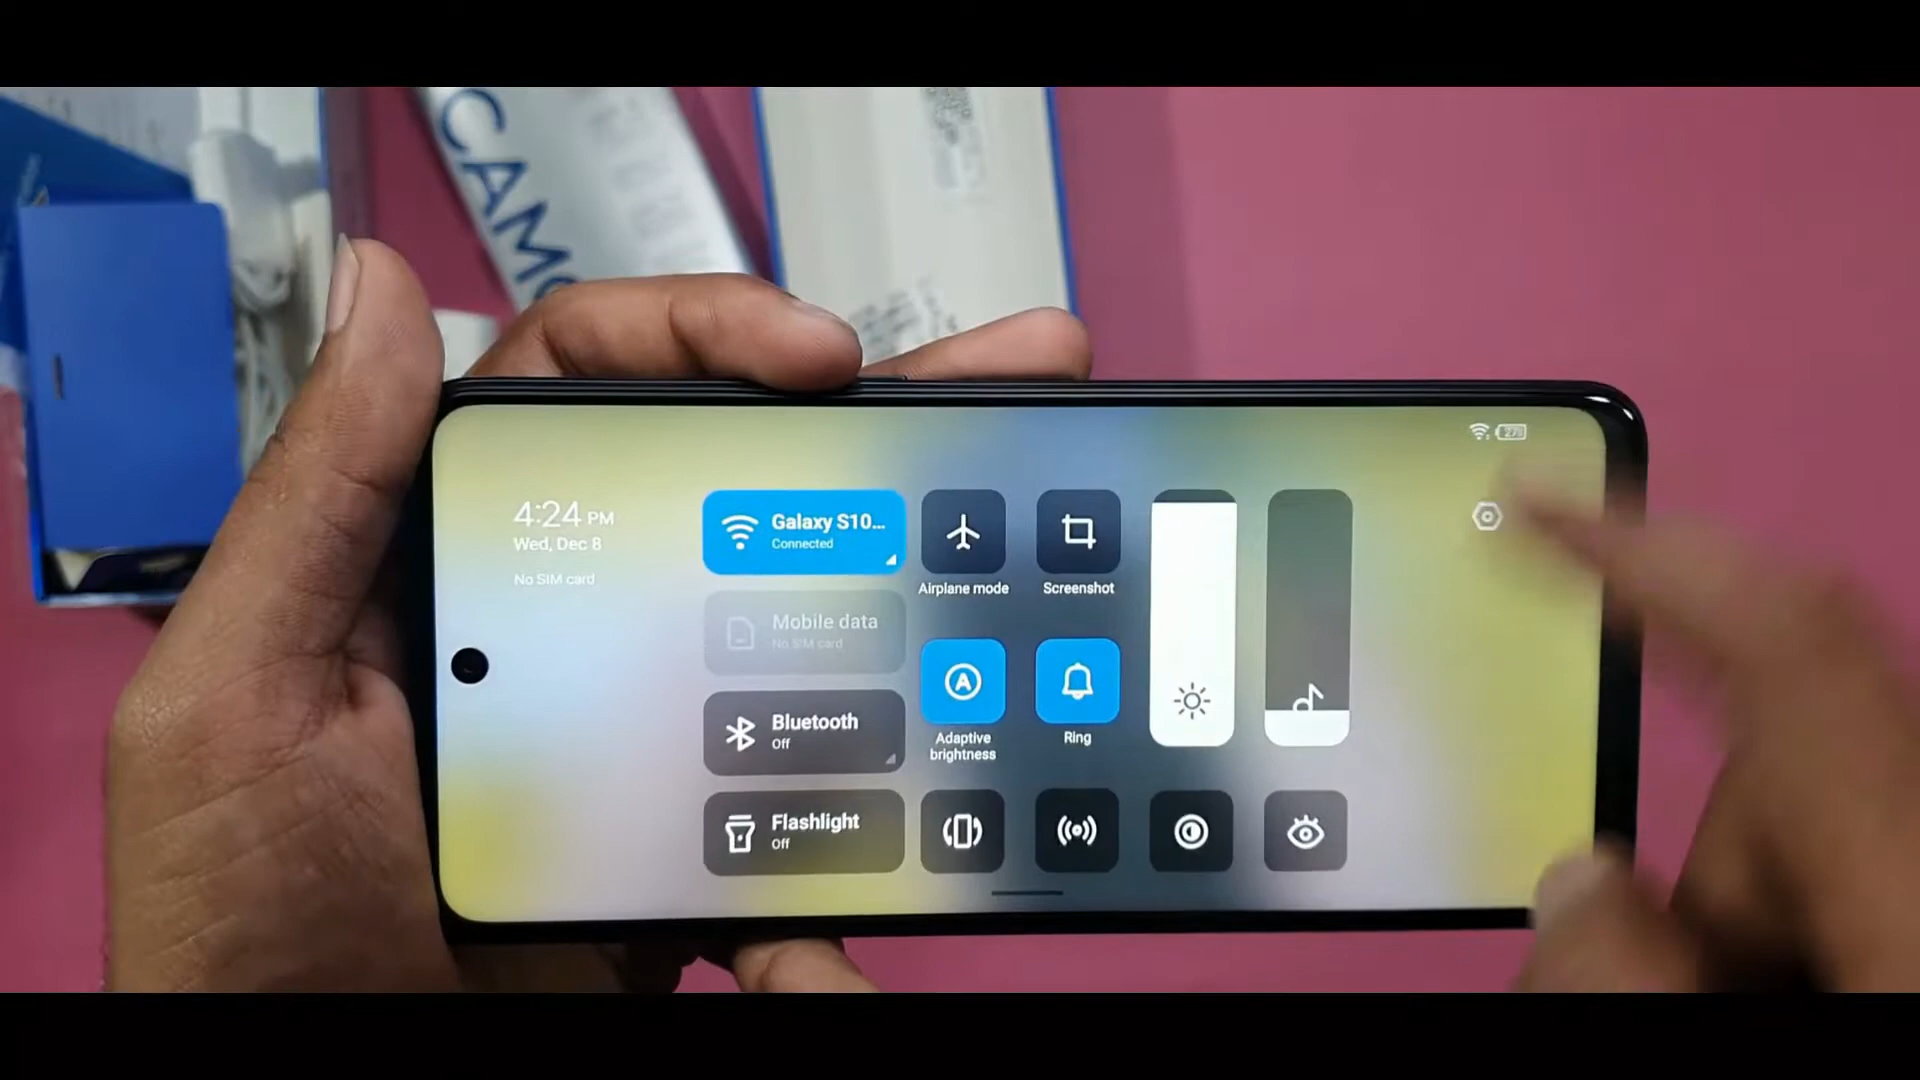 CAMO
4:24 PM
Wed, Dec 8
No SIM card
Galaxy S10...
Connected
Mobile data
No SIM card
Bluetooth
Off
Flashlight
Off
Airplane mode
Screenshot
Adaptive
brightness
Ring